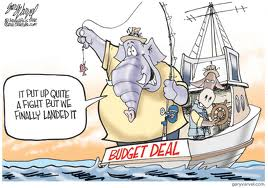 IT PUT UP QUITE
A FIGHT BUT WE
FINALLY LANDED IT
BUDGET DEAL
garyvarvel.com